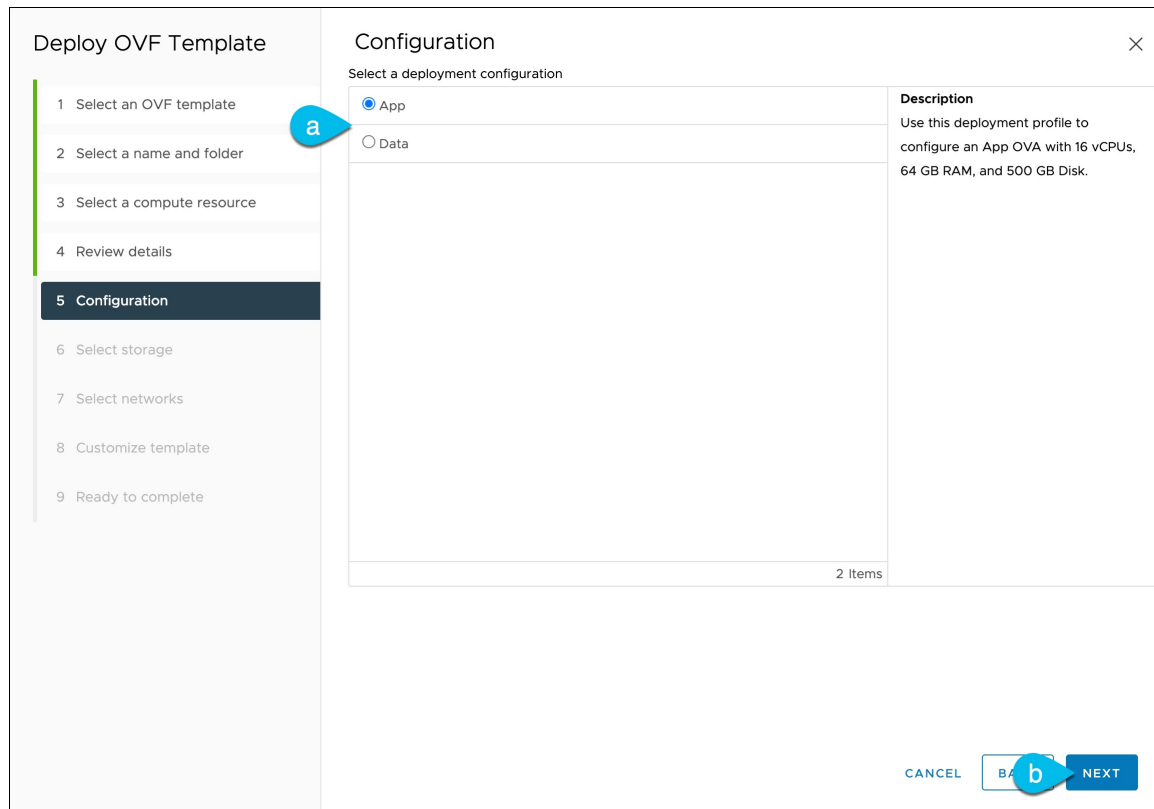 Deploy OVF Template
1 Select an OVF template
2 Select a name and folder
3 Select a compute resource
4 Review details
5 Configuration
6 Select storage
7 Select networks
8 Customize template
9 Ready to complete
Configuration
Select a deployment configuration
App
a
Data
2 Items
Description
Use this deployment profile to
configure an App OVA with 16 vCPUs,
64 GB RAM, and 500 GB Disk.
CANCEL
b
NEXT